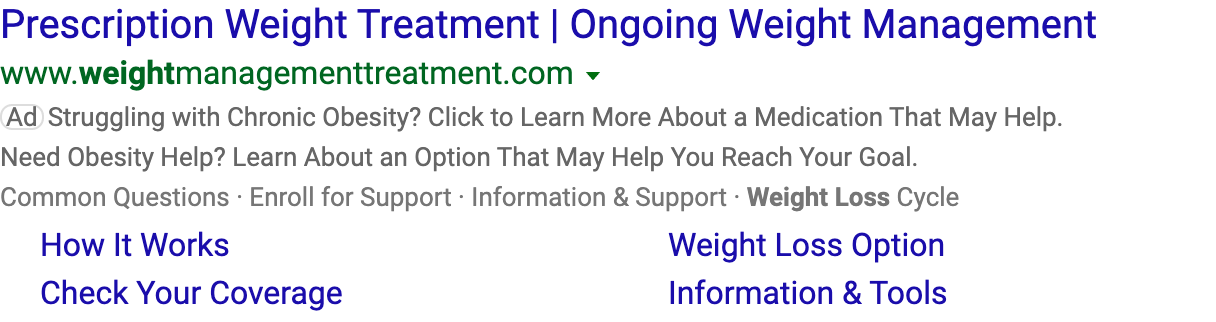 Prescription Weight Treatment | Ongoing Weight Management
www.weightmanagementtreatment.com
Ad Struggling with Chronic Obesity? Click to Learn More About a Medication That May Help.
Need Obesity Help? Learn About an Option That May Help You Reach Your Goal.
Common Questions · Enroll for Support · Information & Support · Weight Loss Cycle
How It Works Weight Loss Option
Check Your Coverage Information & Tools